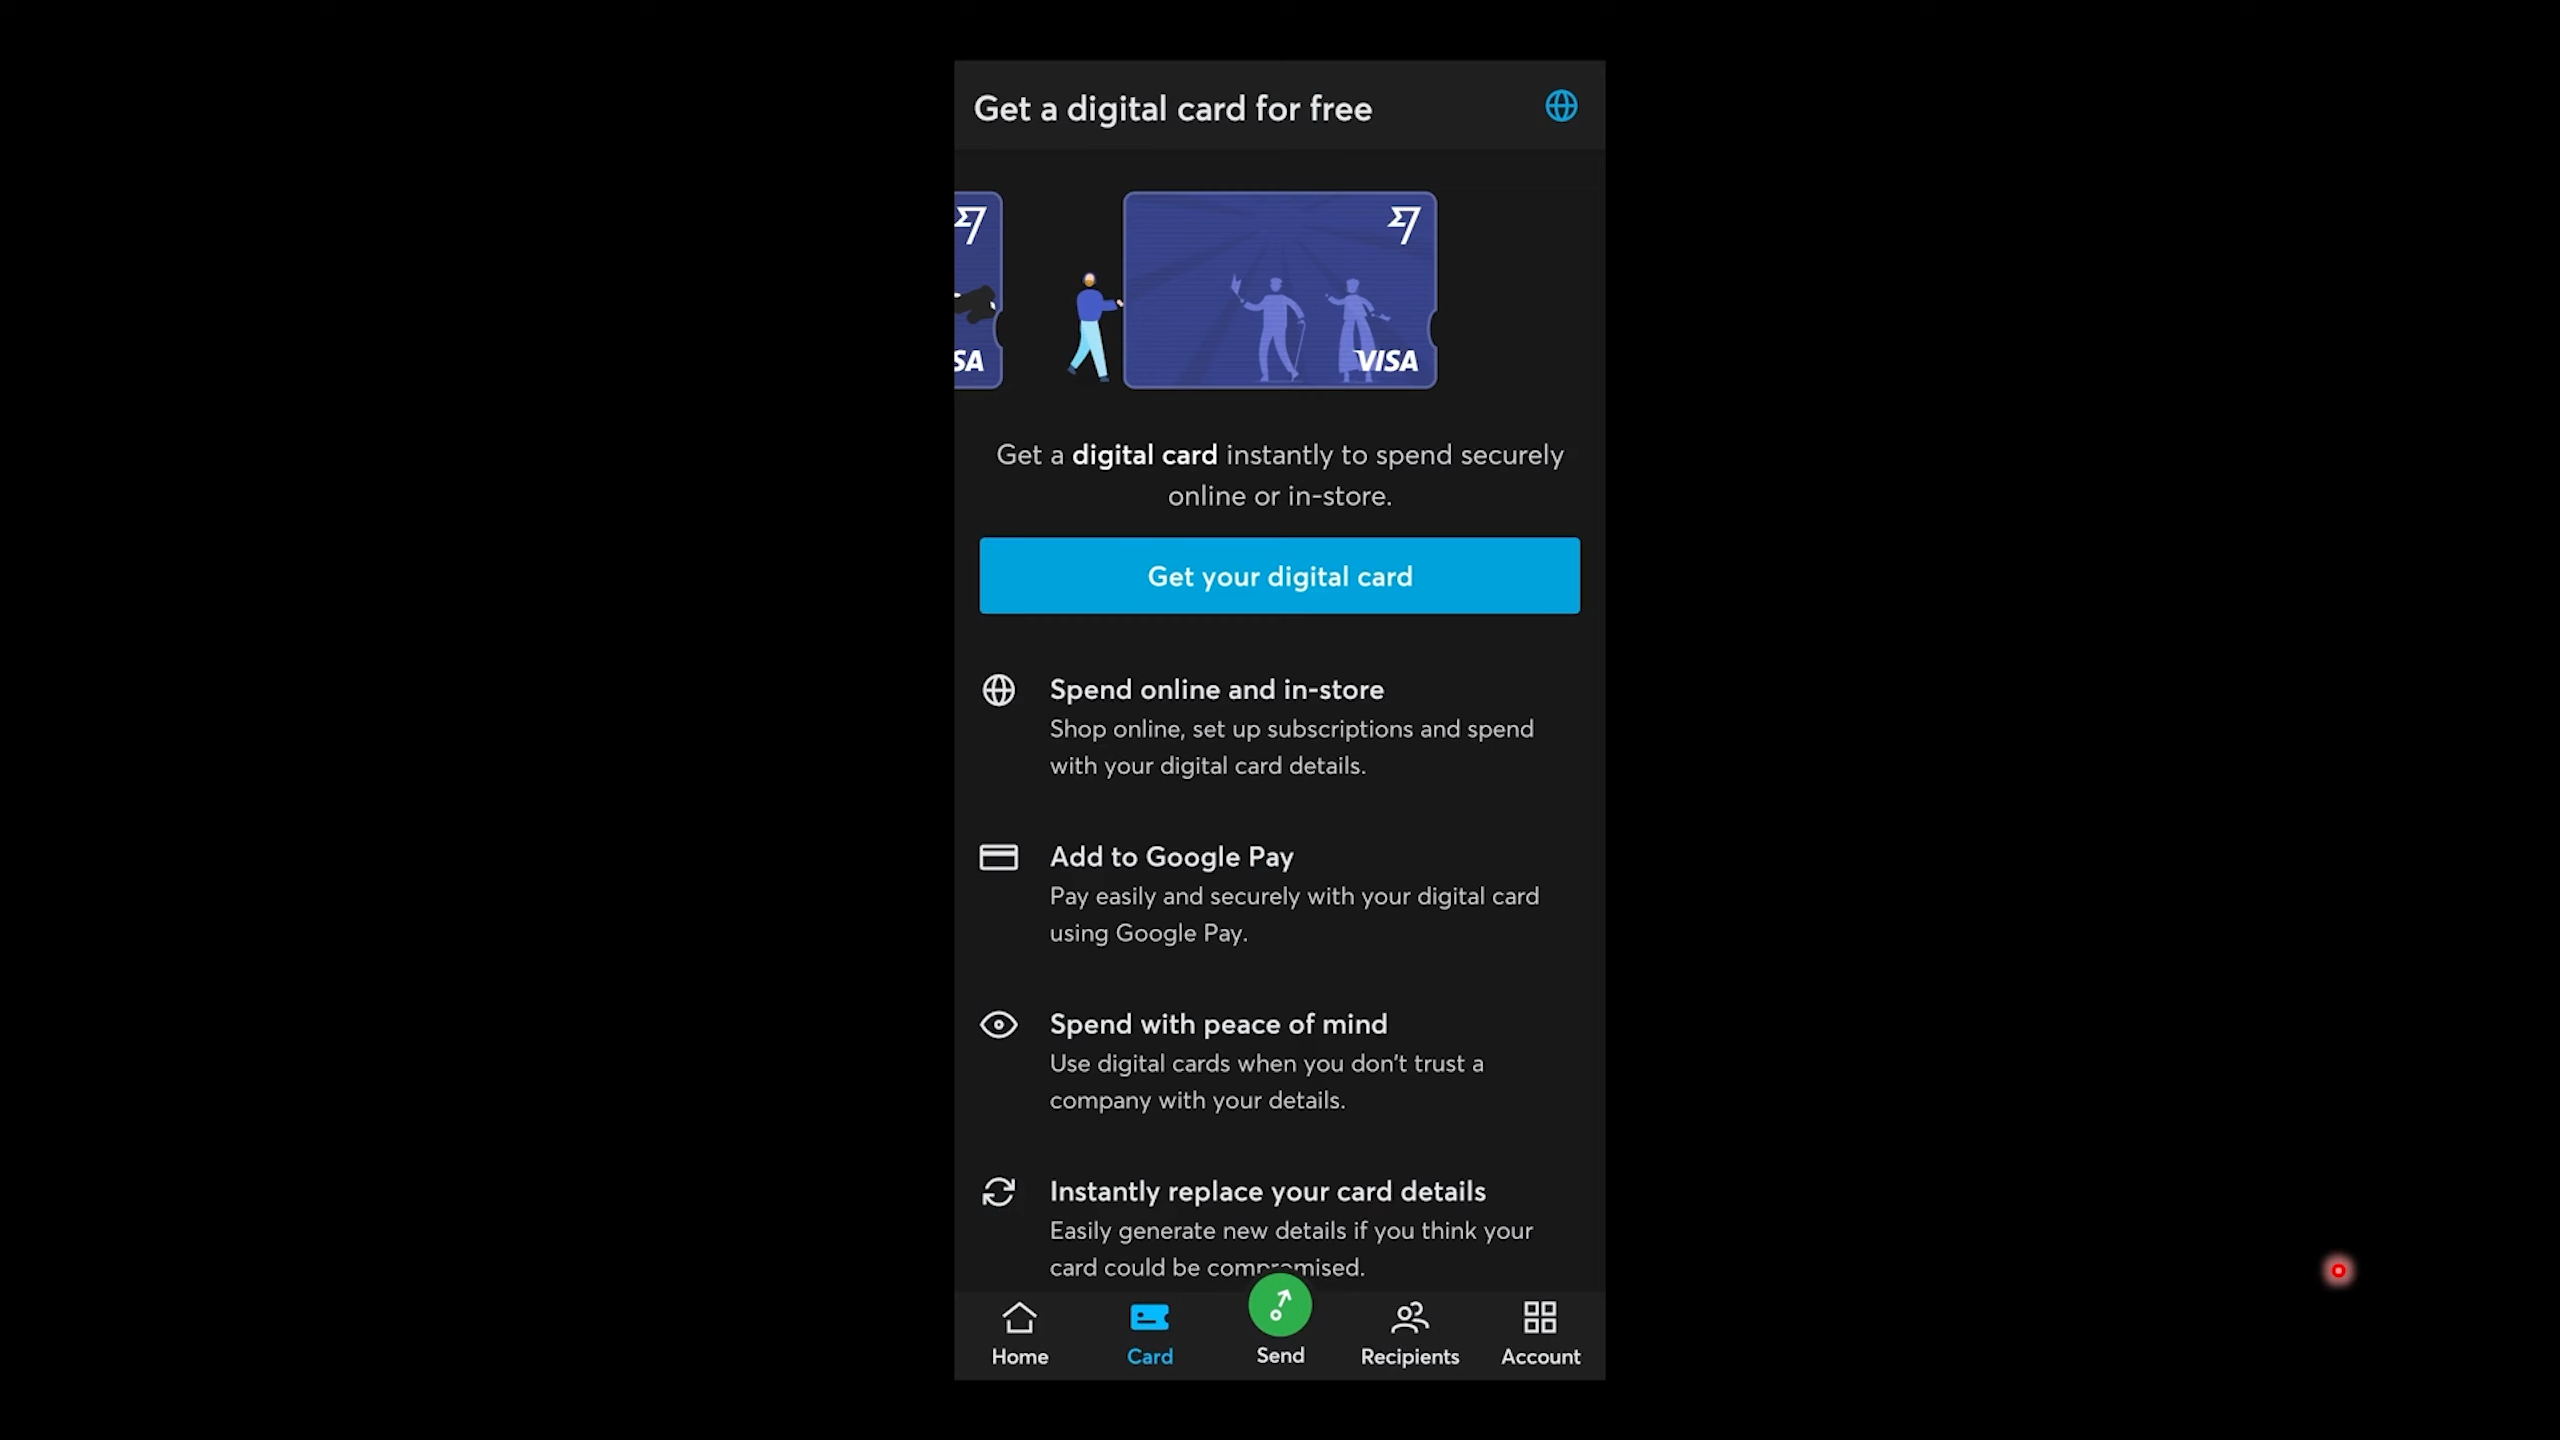 Get a digital card for free
SA
VISA
Get a digital card instantly to spend securely
online or in-store.
Get your digital card
Spend online and in-store
Shop online, set up subscriptions and spend
with your digital card details.
Add to Google Pay
Pay easily and securely with your digital card
using Google Pay.
Spend with peace of mind
Use digital cards when you don't trust a
company with your details.
Instantly replace your card details
Easily generate new details if you think your
card could be compromised.
Home
Card
Send
Recipients
Account